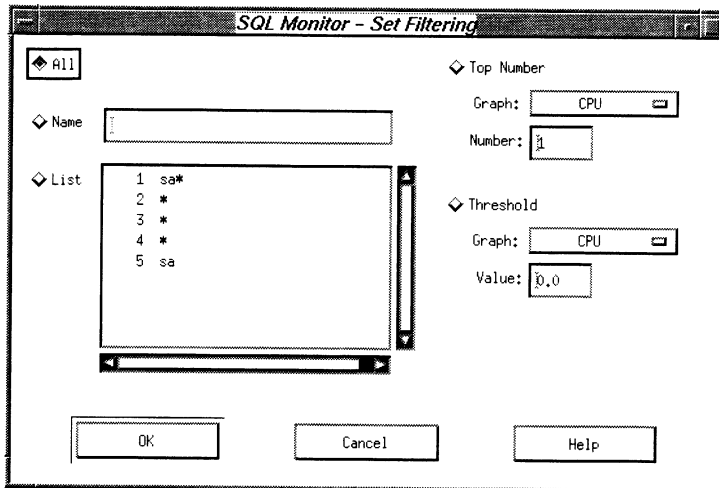 SQL Monitor - Set Filtering
All
Name
List
1 sa*
2 *
3 *
4 *
5 sa
Top Number
Graph: CPU
Number: 1
Threshold
Graph: CPU
Value: 0.0
OK
Cancel
Help